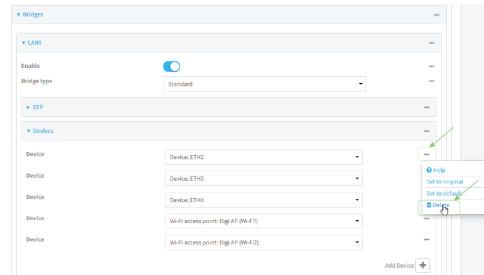 Bridges
LAN1
Enable
Bridge type
Standard
STP
Devices
Device
Device: ETH2
Device
Device: ETH3
Device
Device: ETH4
Device
Wi-Fi access point: Digi AP (Wi-Fi1)
Device
Wi-Fi access point: Digi AP (Wi-Fi2)
Help
Set to original
Set to default
Delete
Add Device